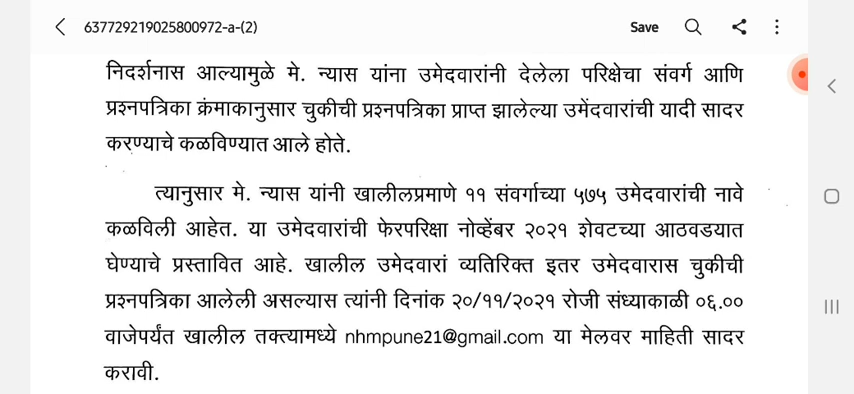 637729219025800972-a-(2)
Save
निदर्शनास आल्यामुळे मे. न्यास यांना उमेदवारांनी देलेला परिक्षेचा संवर्ग आणि
प्रश्नपत्रिका क्रंमाकानुसार चुकीची प्रश्नपत्रिका प्राप्त झालेल्या उमेंदवारांची यादी सादर
करण्याचे कळविण्यात आले होते.
त्यानुसार मे. न्यास यांनी खालीलप्रमाणे ११ संवर्गाच्या ५७५ उमेदवारांची नावे
कळविली आहेत. या उमेदवारांची फेरपरिक्षा नोव्हेंबर २०२१ शेवटच्या आठवडयात
घेण्याचे प्रस्तावित आहे. खालील उमेदवारां व्यतिरिक्त इतर उमेदवारास चुकीची
प्रश्नपत्रिका आलेली असल्यास त्यांनी दिनांक २०/११/२०२१ रोजी संध्याकाळी ०६.००
वाजेपर्यंत खालील तक्त्यामध्ये nhmpune21@gmail.com या मेलवर माहिती सादर
करावी.